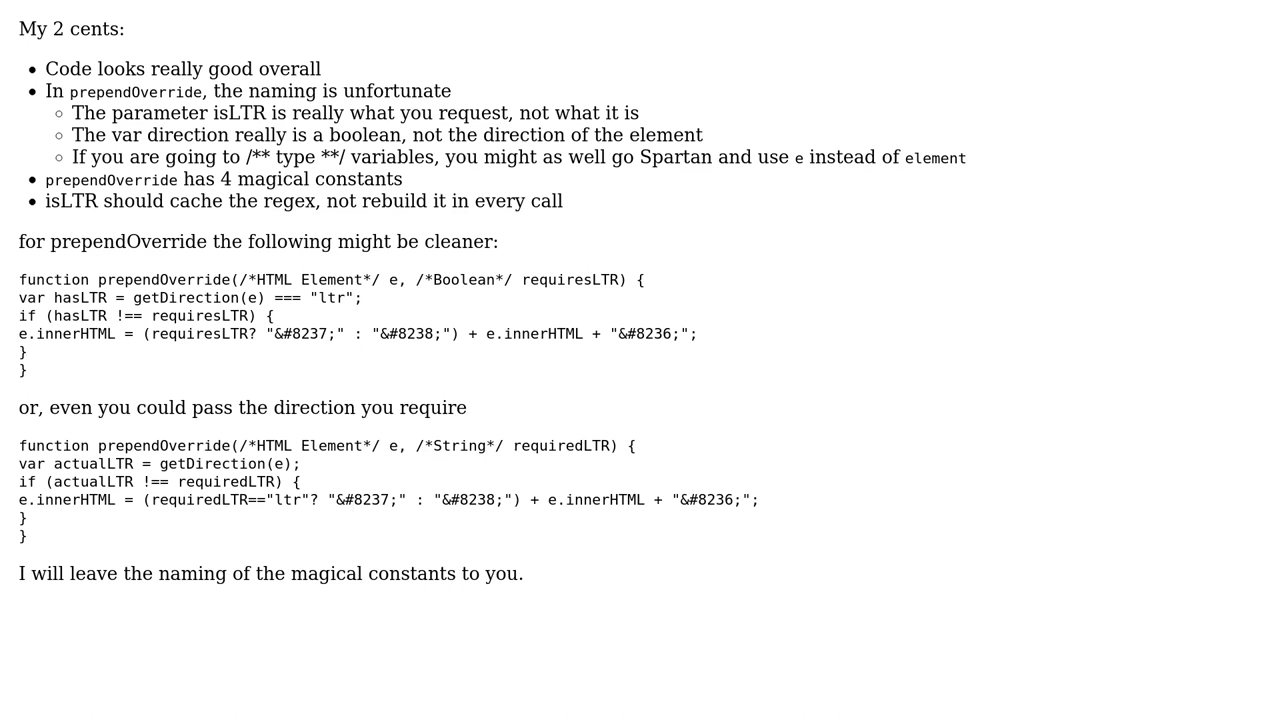 My 2 cents:
Code looks really good overall
In prependOverride, the naming is unfortunate
The parameter isLTR is really what you request, not what it is
The var direction really is a boolean, not the direction of the element
If you are going to /** type **/ variables, you might as well go Spartan and use e instead of element
prependOverride has 4 magical constants
isLTR should cache the regex, not rebuild it in every call
for prependOverride the following might be cleaner:
function prependOverride(/*HTML Element*/ e, /*Boolean*/ requiresLTR) {
var hasLTR = getDirection(e) === "ltr";
if (hasLTR !== requiresLTR) {
e.innerHTML = (requiresLTR? "&#8237;" : "&#8238;") + e.innerHTML + "&#8236;";
}
}
or, even you could pass the direction you require
function prependOverride(/*HTML Element*/ e, /*String*/ requiredLTR) {
var actualLTR = getDirection(e);
if (actualLTR !== requiredLTR) {
e.innerHTML = (requiredLTR=="ltr"? "&#8237;" : "&#8238;") + e.innerHTML + "&#8236;";
}
}
I will leave the naming of the magical constants to you.